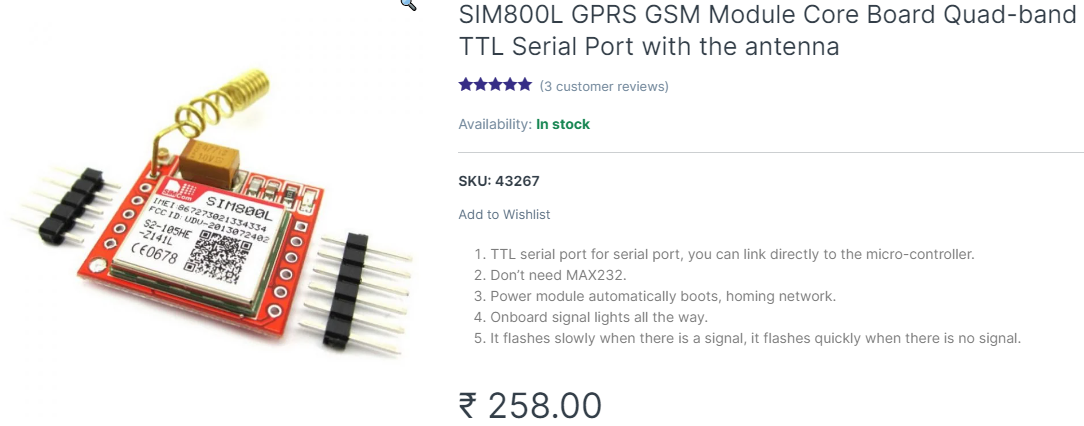 SIM800L GPRS GSM Module Core Board Quad-band
TTL Serial Port with the antenna
(3 customer reviews)
Availability: In stock
SKU: 43267
Add to Wishlist
1. TTL serial port for serial port, you can link directly to the micro-controller.
2. Don’t need MAX232.
3. Power module automatically boots, homing network.
4. Onboard signal lights all the way.
5. It flashes slowly when there is a signal, it flashes quickly when there is no signal.
₹ 258.00
SIM800L
IMEI:867273021334334
FCC ID:UDV-2013072402
S2-105HE
-Z141L
CE0678